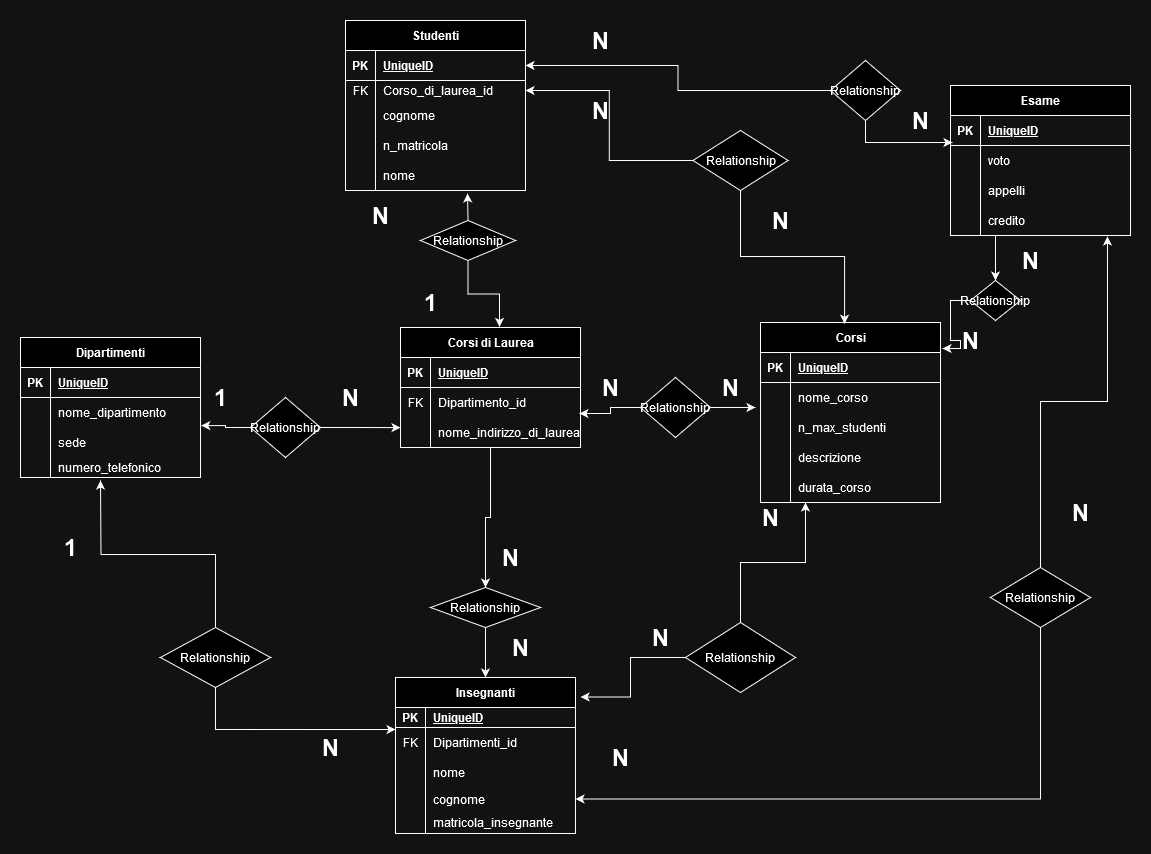 Studenti
PK UniqueID
FK Corso_di_laurea_id
cognome
n_matricola
nome
N
N
Relationship
N
Esame
PK UniqueID
voto
appelli
credito
Relationship
N
N
Relationship
1
N
Relationship
N
Dipartimenti
PK UniqueID
nome_dipartimento
sede
numero_telefonico
1
Relationship
N
Corsi di Laurea
PK UniqueID
FK Dipartimento_id
nome_indirizzo_di_laurea
N
Relationship
N
Corsi
PK UniqueID
nome_corso
n_max_studenti
descrizione
durata_corso
1
Relationship
N
N
Relationship
N
N
Relationship
N
N
Relationship
N
Insegnanti
PK UniqueID
FK Dipartimenti_id
nome
cognome
matricola_insegnante